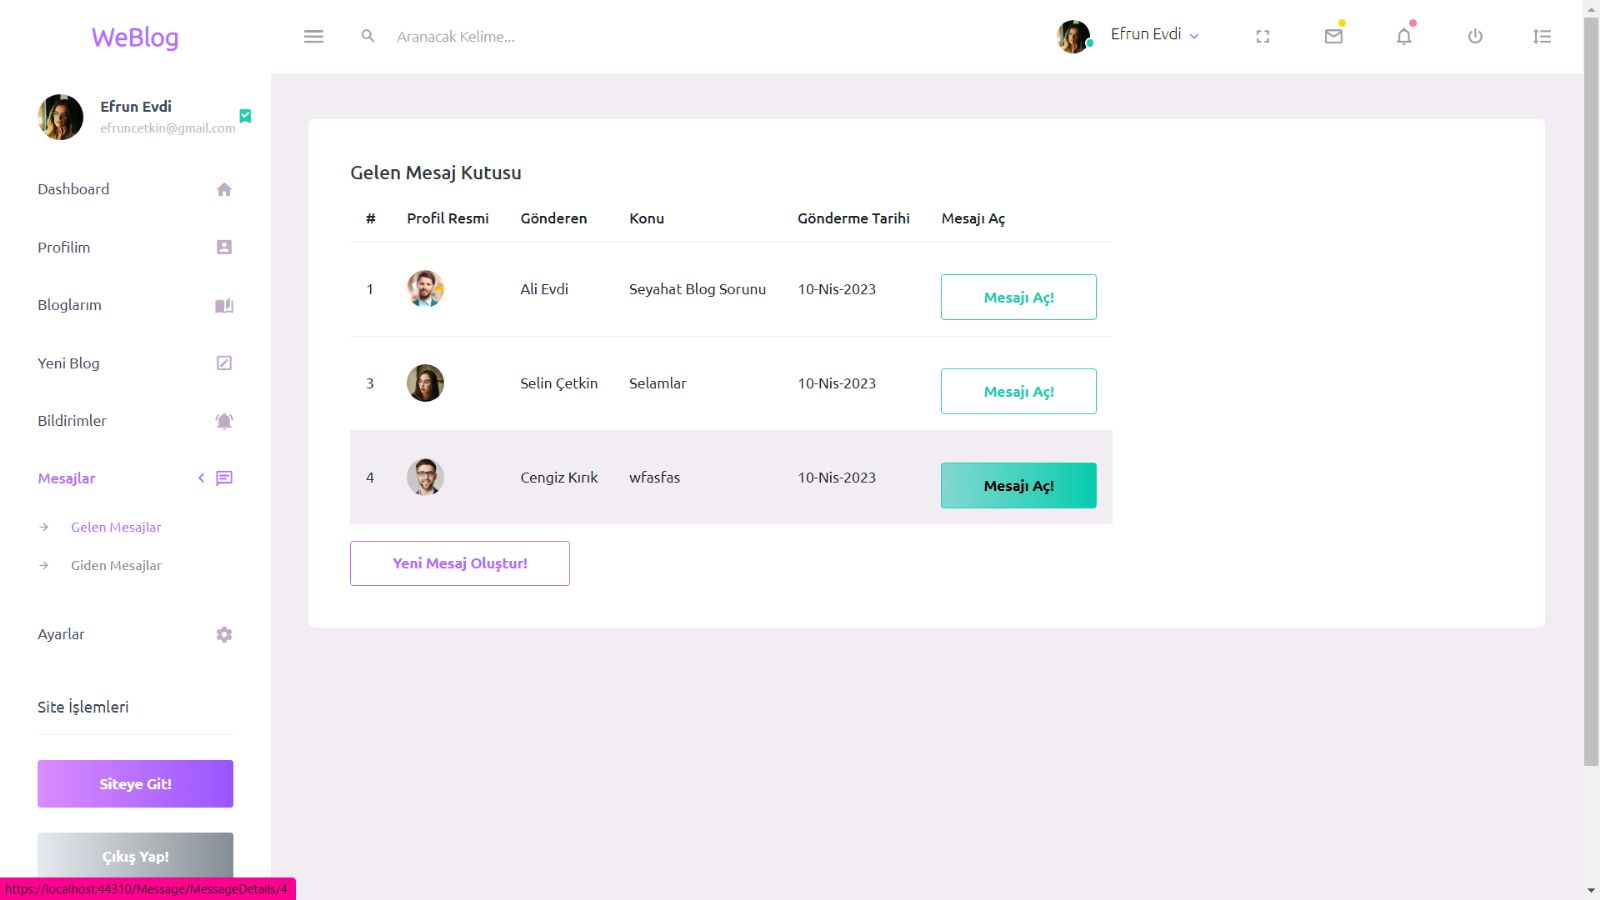 WeBlog
Aranacak Kelime...
Efrun Evdi
Efrun Evdi
efruncetkin@gmail.com
Dashboard
Profilim
Bloglarım
Yeni Blog
Bildirimler
Mesajlar
Gelen Mesajlar
Giden Mesajlar
Ayarlar
Site İşlemleri
Siteye Git!
Çıkış Yap!
Gelen Mesaj Kutusu
# Profil Resmi Gönderen Konu Gönderme Tarihi Mesajı Aç
1 Ali Evdi Seyahat Blog Sorunu 10-Nis-2023 Mesajı Aç!
3 Selin Çetkin Selamlar 10-Nis-2023 Mesajı Aç!
4 Cengiz Kırık wfasfas 10-Nis-2023 Mesajı Aç!
Yeni Mesaj Oluştur!
https://localhost:44310/Message/MessageDetails/4